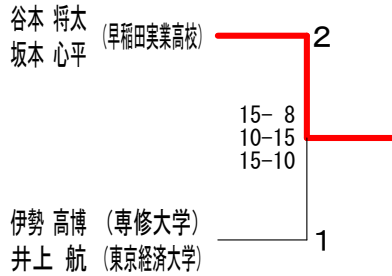 谷本 将太 (早稲田実業高校)
坂本 心平
2
15- 8
10-15
15-10
伊勢 高博 (専修大学)
井上 航 (東京経済大学)
1